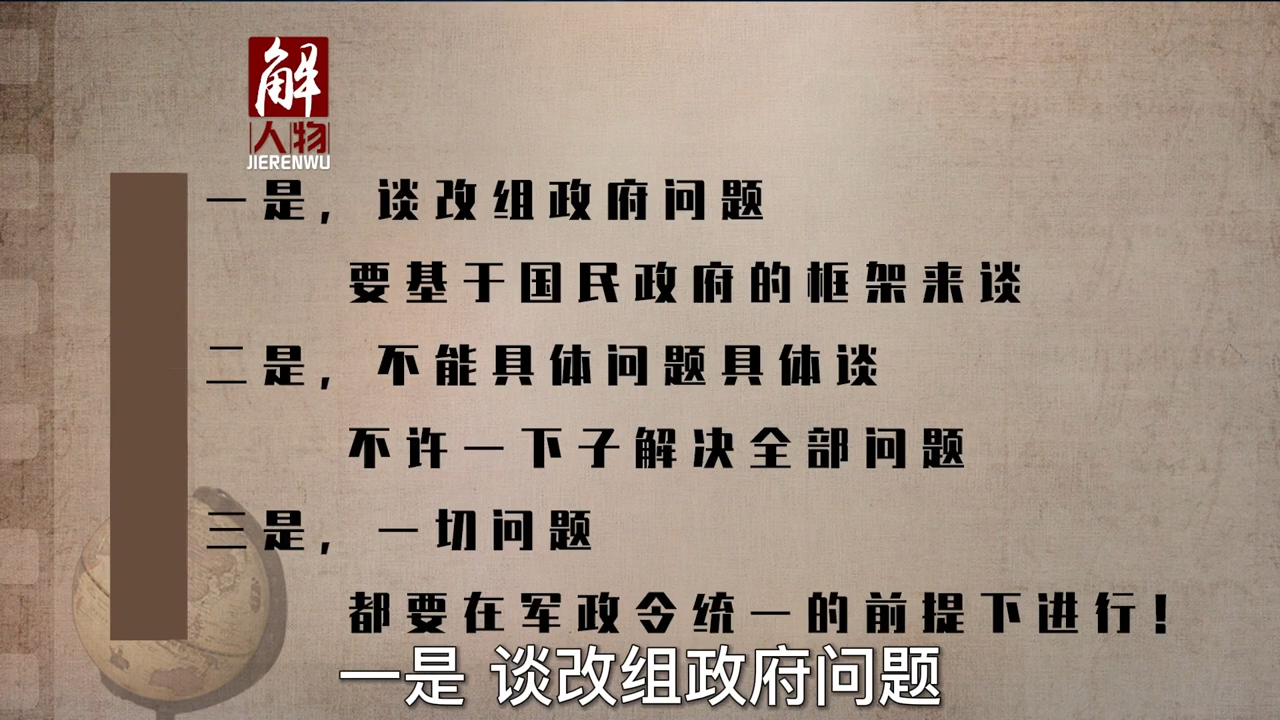 解
人物
JIERENWU
一是，谈改组政府问题
要基于国民政府的框架来谈
二是，不能具体问题具体谈
不许一下子解决全部问题
三是，一切问题
都要在军政令统一的前提下进行！
一是 谈改组政府问题